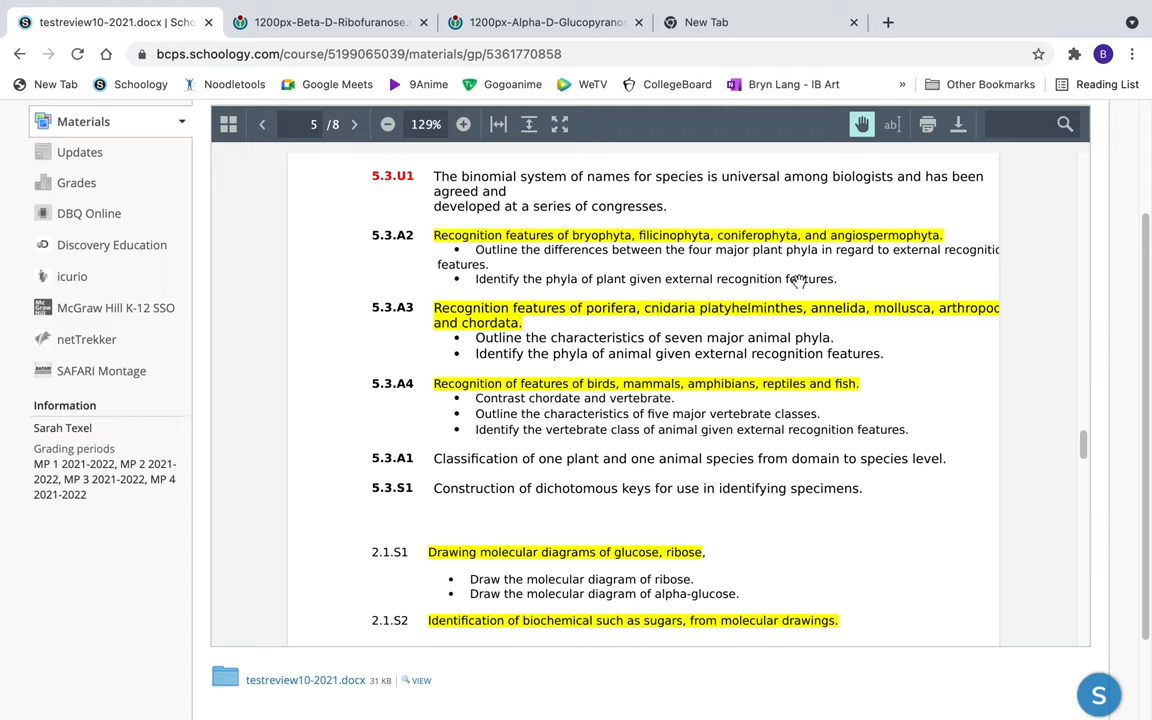 testreview10-2021.docx | Scho
1200px-Beta-D-Ribofuranose.s
1200px-Alpha-D-Glucopyranos
New Tab
bcps.schoology.com/course/5199065039/materials/gp/5361770858
B
New Tab
Schoology
Noodletools
Google Meets
9Anime
Gogoanime
WeTV
CollegeBoard
Bryn Lang - IB Art
»
Other Bookmarks
Reading List
Materials
Updates
Grades
DBQ Online
Discovery Education
icurio
McGraw Hill K-12 SSO
netTrekker
SAFARI Montage
Information
Sarah Texel
Grading periods
MP 1 2021-2022, MP 2 2021-
2022, MP 3 2021-2022, MP 4
2021-2022
5 /8
129%
5.3.U1 The binomial system of names for species is universal among biologists and has been
agreed and
developed at a series of congresses.
5.3.A2 Recognition features of bryophyta, filicinophyta, coniferophyta, and angiospermophyta.
• Outline the differences between the four major plant phyla in regard to external recognitic
features.
• Identify the phyla of plant given external recognition features.
5.3.A3 Recognition features of porifera, cnidaria platyhelminthes, annelida, mollusca, arthropod
and chordata.
• Outline the characteristics of seven major animal phyla.
• Identify the phyla of animal given external recognition features.
5.3.A4 Recognition of features of birds, mammals, amphibians, reptiles and fish.
• Contrast chordate and vertebrate.
• Outline the characteristics of five major vertebrate classes.
• Identify the vertebrate class of animal given external recognition features.
5.3.A1 Classification of one plant and one animal species from domain to species level.
5.3.S1 Construction of dichotomous keys for use in identifying specimens.
2.1.S1 Drawing molecular diagrams of glucose, ribose,
• Draw the molecular diagram of ribose.
• Draw the molecular diagram of alpha-glucose.
2.1.S2 Identification of biochemical such as sugars, from molecular drawings.
testreview10-2021.docx 31 KB | VIEW
S